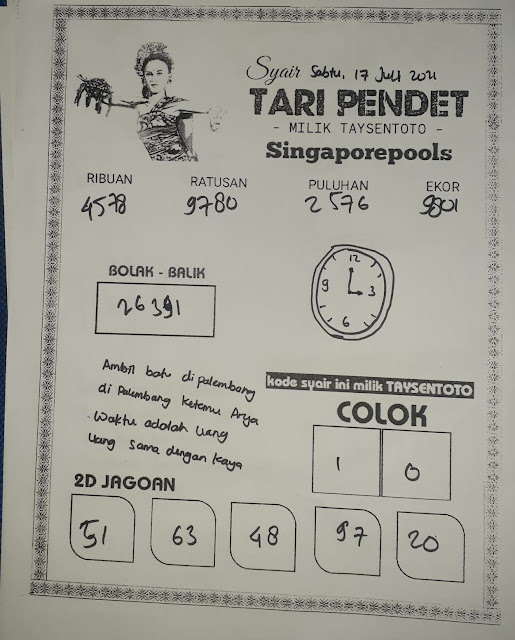 Syair Sabtu, 17 Juli 2021
TARI PENDET
- MILIK TAYSENTOTO -
Singaporepools
RIBUAN RATUSAN PULUHAN EKOR
4578 9780 2576 9801
BOLAK - BALIK
26391
12
9 3
6
Ambil batu di palembang
di Palembang ketemu Arya
Waktu adalah Uang
Uang sama dengan kaya
kode syair ini milik TAYSENTOTO
COLOK
1 0
2D JAGOAN
51 63 48 97 20